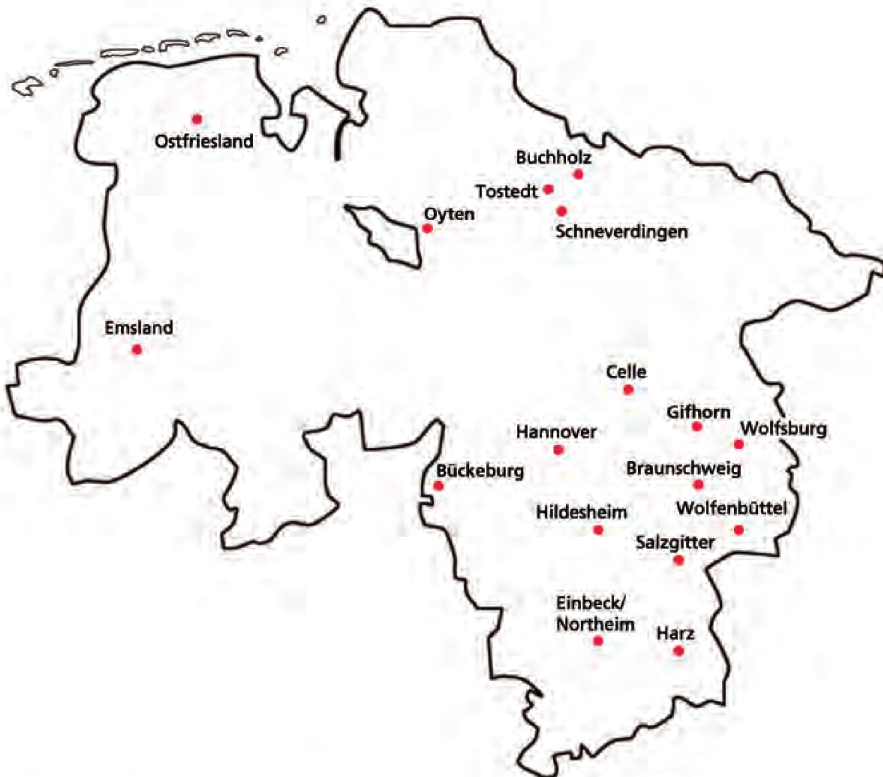 Ostfriesland
Buchholz
Tostedt
Oyten
Schneverdingen
Emsland
Celle
Gifhorn
Wolfsburg
Hannover
Bückeburg
Braunschweig
Hildesheim
Wolfenbüttel
Salzgitter
Einbeck/
Northeim
Harz